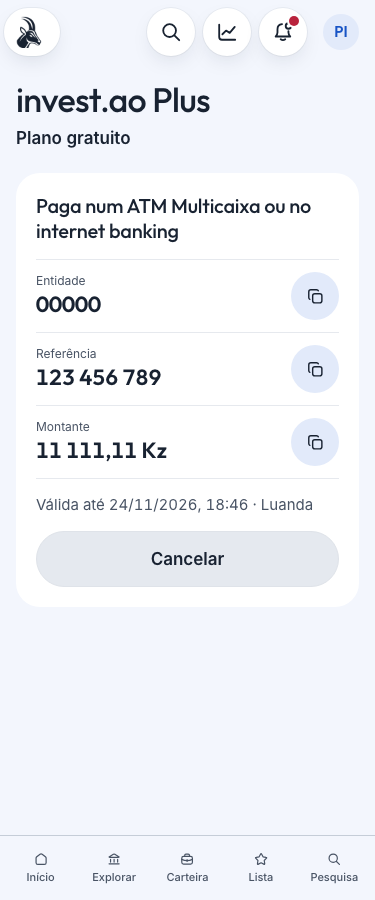 PI
invest.ao Plus
Plano gratuito
Paga num ATM Multicaixa ou no
internet banking
Entidade
00000
Referência
123 456 789
Montante
11 111,11 Kz
Válida até 24/11/2026, 18:46 · Luanda
Cancelar
Início
Explorar
Carteira
Lista
Pesquisa